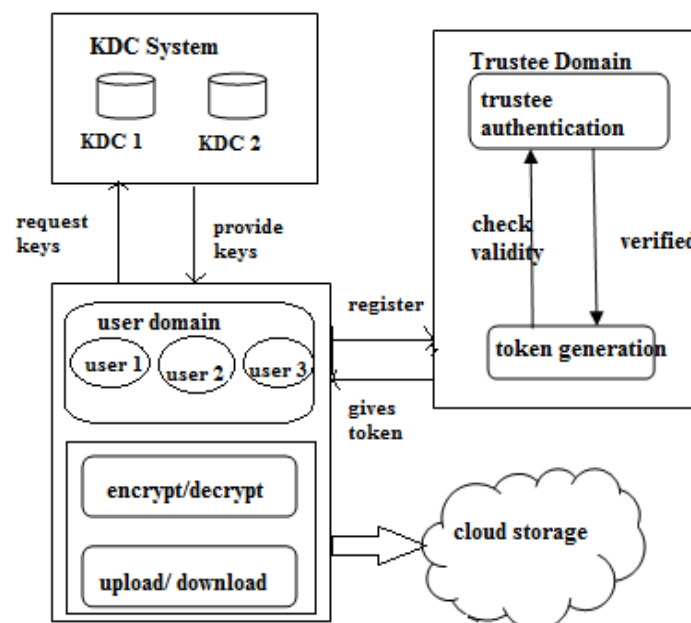 KDC System
KDC 1
KDC 2
request
keys
provide
keys
Trustee Domain
trustee
authentication
check
validity
verified
token generation
register
gives
token
user domain
user 1
user 2
user 3
encrypt/decrypt
upload/ download
cloud storage